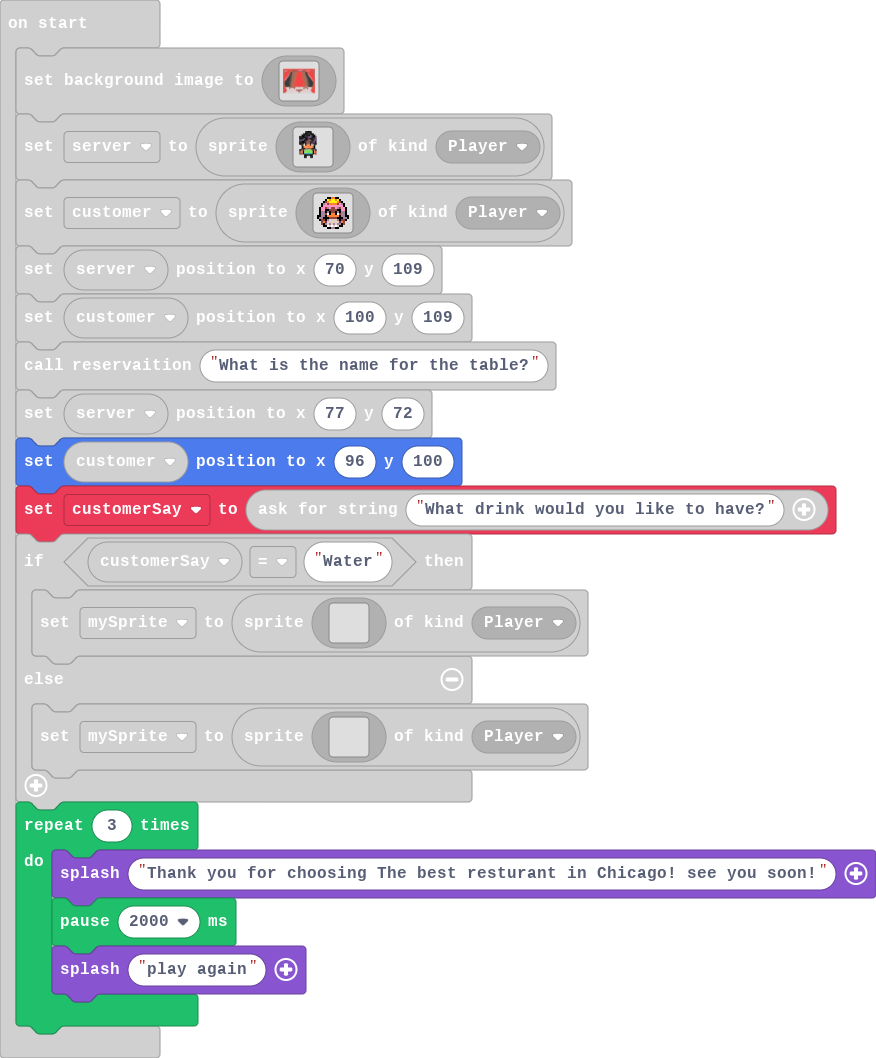 on start
set background image to
set server to sprite of kind Player
set customer to sprite of kind Player
set server position to x 70 y 109
set customer position to x 100 y 109
call reservaition "What is the name for the table?"
set server position to x 77 y 72
set customer position to x 96 y 100
set customerSay to ask for string "What drink would you like to have?"
if customerSay = "Water" then
set mySprite to sprite of kind Player
else
set mySprite to sprite of kind Player
repeat 3 times
do
splash "Thank you for choosing The best resturant in Chicago! see you soon!"
pause 2000 ms
splash "play again"